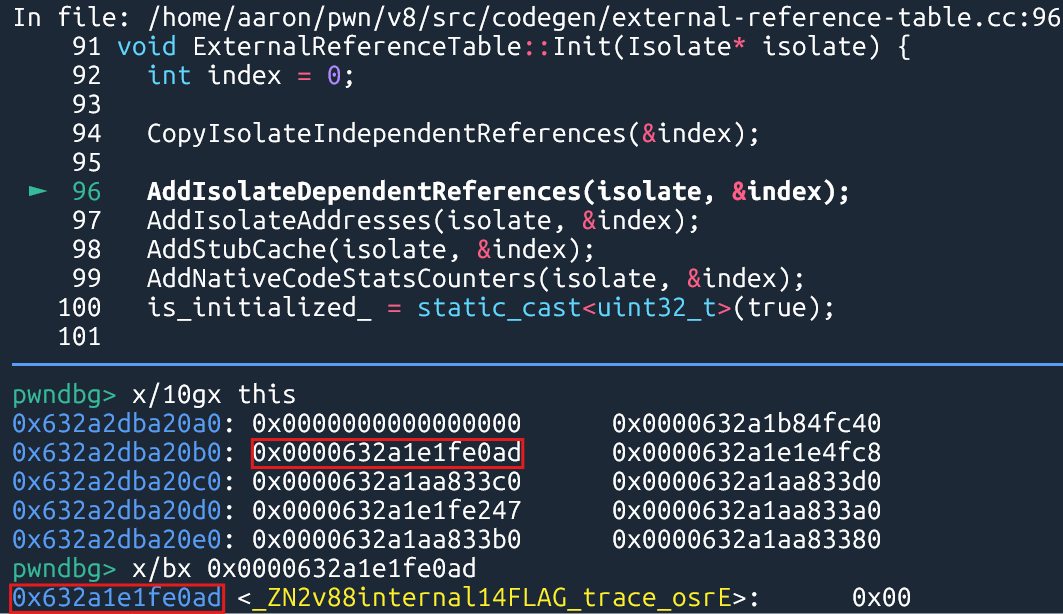 In file: /home/aaron/pwn/v8/src/codegen/external-reference-table.cc:96
91 void ExternalReferenceTable::Init(Isolate* isolate) {
92   int index = 0;
93
94   CopyIsolateIndependentReferences(&index);
95
► 96   AddIsolateDependentReferences(isolate, &index);
97   AddIsolateAddresses(isolate, &index);
98   AddStubCache(isolate, &index);
99   AddNativeCodeStatsCounters(isolate, &index);
100   is_initialized_ = static_cast<uint32_t>(true);
101
pwndbg> x/10gx this
0x632a2dba20a0: 0x0000000000000000 0x0000632a1b84fc40
0x632a2dba20b0: 0x0000632a1e1fe0ad 0x0000632a1e1e4fc8
0x632a2dba20c0: 0x0000632a1aa833c0 0x0000632a1aa833d0
0x632a2dba20d0: 0x0000632a1e1fe247 0x0000632a1aa833a0
0x632a2dba20e0: 0x0000632a1aa833b0 0x0000632a1aa83380
pwndbg> x/bx 0x0000632a1e1fe0ad
0x632a1e1fe0ad <_ZN2v88internal14FLAG_trace_osrE>: 0x00